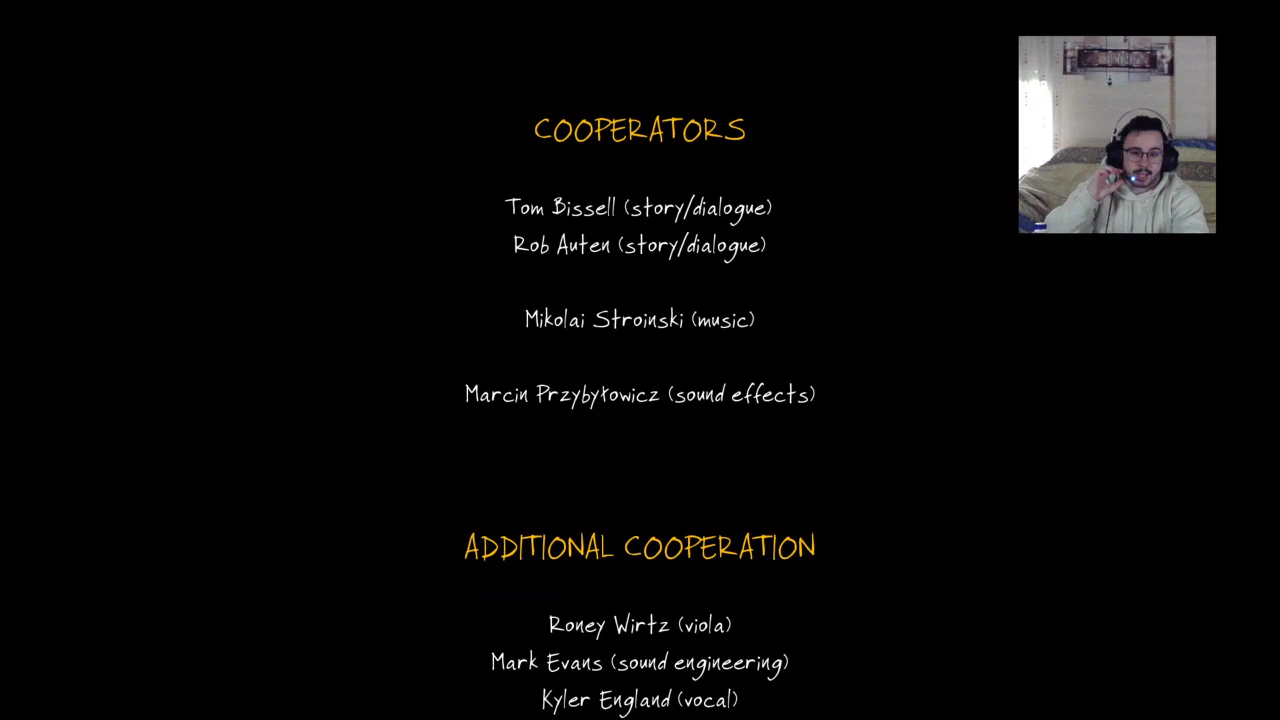 COOPERATORS
Tom Bissell (story/dialogue)
Rob Auten (story/dialogue)
Mikolai Stroinski (music)
Marcin Przybyłowicz (sound effects)
ADDITIONAL COOPERATION
Roney Wirtz (viola)
Mark Evans (sound engineering)
Kyler England (vocal)